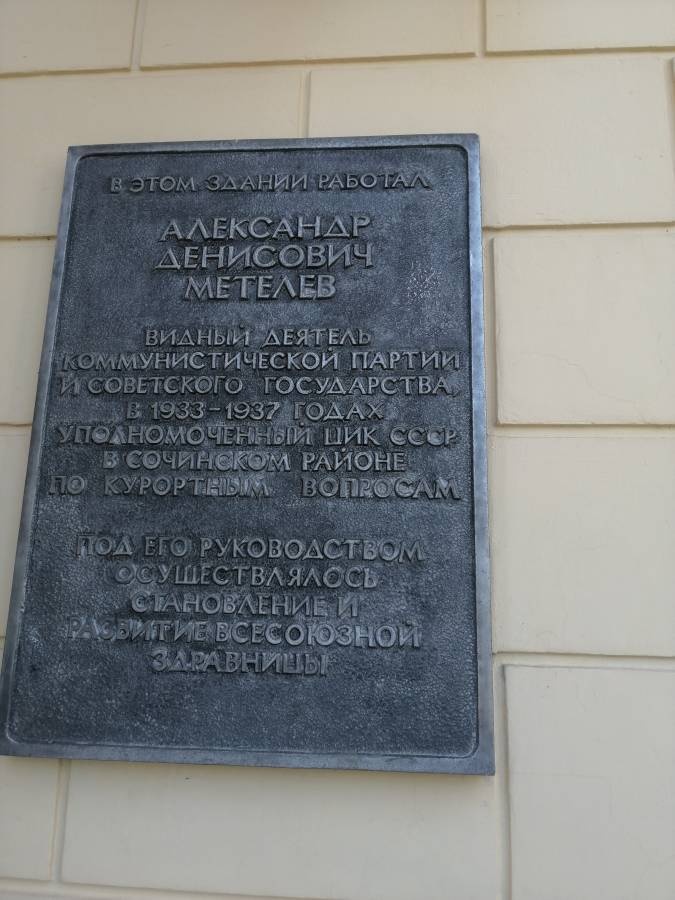 В ЭТОМ ЗДАНИИ РАБОТАЛ
АЛЕКСАНДР
ДЕНИСОВИЧ
МЕТЕЛЕВ
ВИДНЫЙ ДЕЯТЕЛЬ
КОММУНИСТИЧЕСКОЙ ПАРТИИ
И СОВЕТСКОГО ГОСУДАРСТВА,
В 1933-1937 ГОДАХ
УПОЛНОМОЧЕННЫЙ ЦИК СССР
В СОЧИНСКОМ РАЙОНЕ
ПО КУРОРТНЫМ ВОПРОСАМ
ПОД ЕГО РУКОВОДСТВОМ
ОСУЩЕСТВЛЯЛОСЬ
СТАНОВЛЕНИЕ И
РАЗВИТИЕ ВСЕСОЮЗНОЙ
ЗДРАВНИЦЫ